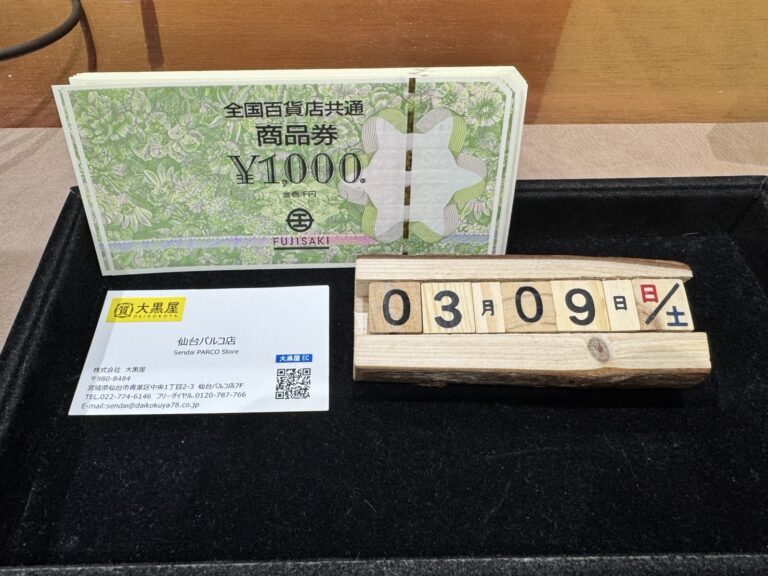 全国百貨店共通
商品券
¥1,000
金壱千円
FUJISAKI
質 大黒屋
DAIKOKUYA
仙台パルコ店
Sendai PARCO Store
大黒屋 EC
株式会社 大黒屋
〒980-8484
宮城県仙台市青葉区中央1丁目2-3 仙台パルコ店7F
TEL.022-774-6146 フリーダイヤル.0120-787-766
E-mail:sendai@daikokuya78.co.jp
03月09日 日/土